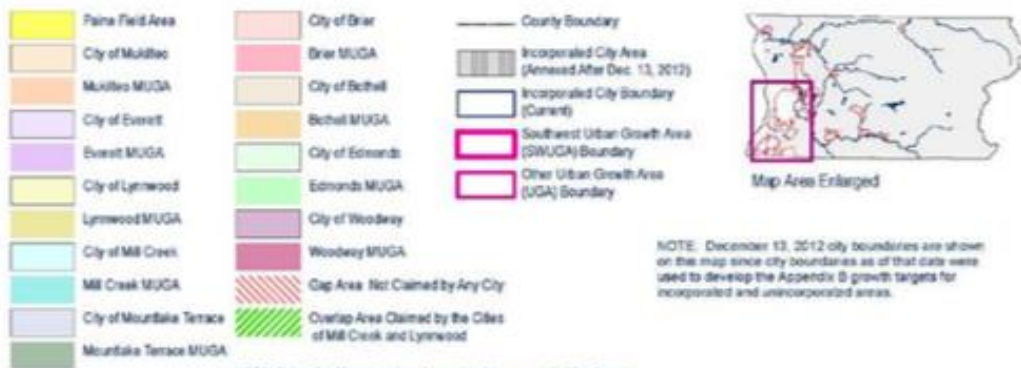 Paine Field Area
City of Mukilteo
Mukilteo MUGA
City of Everett
Everett MUGA
City of Lynnwood
Lynnwood MUGA
City of Mill Creek
Mill Creek MUGA
City of Mountlake Terrace
Mountlake Terrace MUGA
City of Brier
Brier MUGA
City of Bothell
Bothell MUGA
City of Edmonds
Edmonds MUGA
City of Woodway
Woodway MUGA
Gap Area Not Claimed by Any City
Overlap Area Claimed by the Cities
of Mill Creek and Lynnwood
County Boundary
Incorporated City Area
(Annexed After Dec. 13, 2012)
Incorporated City Boundary
(Current)
Southwest Urban Growth Area
(SWUGA) Boundary
Other Urban Growth Area
(UGA) Boundary
Map Area Enlarged
NOTE: December 13, 2012 city boundaries are shown
on this map since city boundaries as of that date were
used to develop the Appendix B growth targets for
incorporated and unincorporated areas.